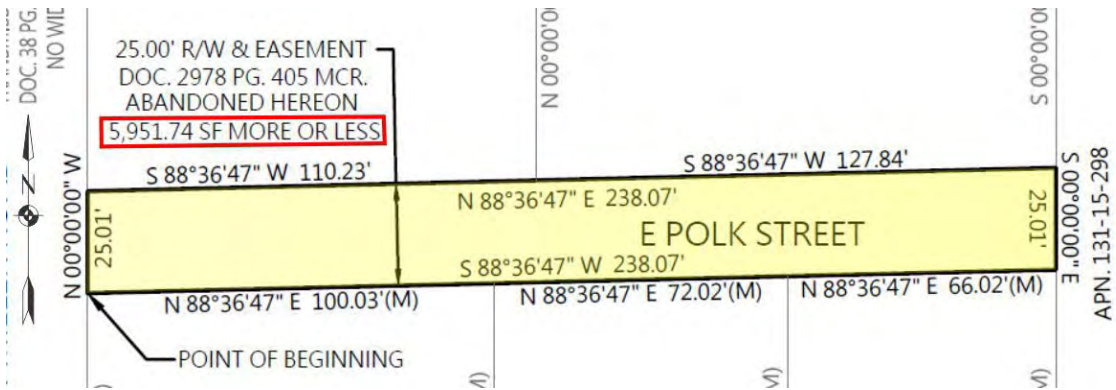 DOC. 38 PG.
NO WID
25.00' R/W & EASEMENT
DOC. 2978 PG. 405 MCR.
ABANDONED HEREON
5,951.74 SF MORE OR LESS
N 00°00'0
S 00°00'0
S 88°36'47" W 110.23'
S 88°36'47" W 127.84'
N
N 00°00'00" W
25.01'
N 88°36'47" E 238.07'
E POLK STREET
S 88°36'47" W 238.07'
25.01'
S 00°00'00" E
APN 131-15-298
N 88°36'47" E 100.03'(M)
N 88°36'47" E 72.02'(M)
N 88°36'47" E 66.02'(M)
POINT OF BEGINNING